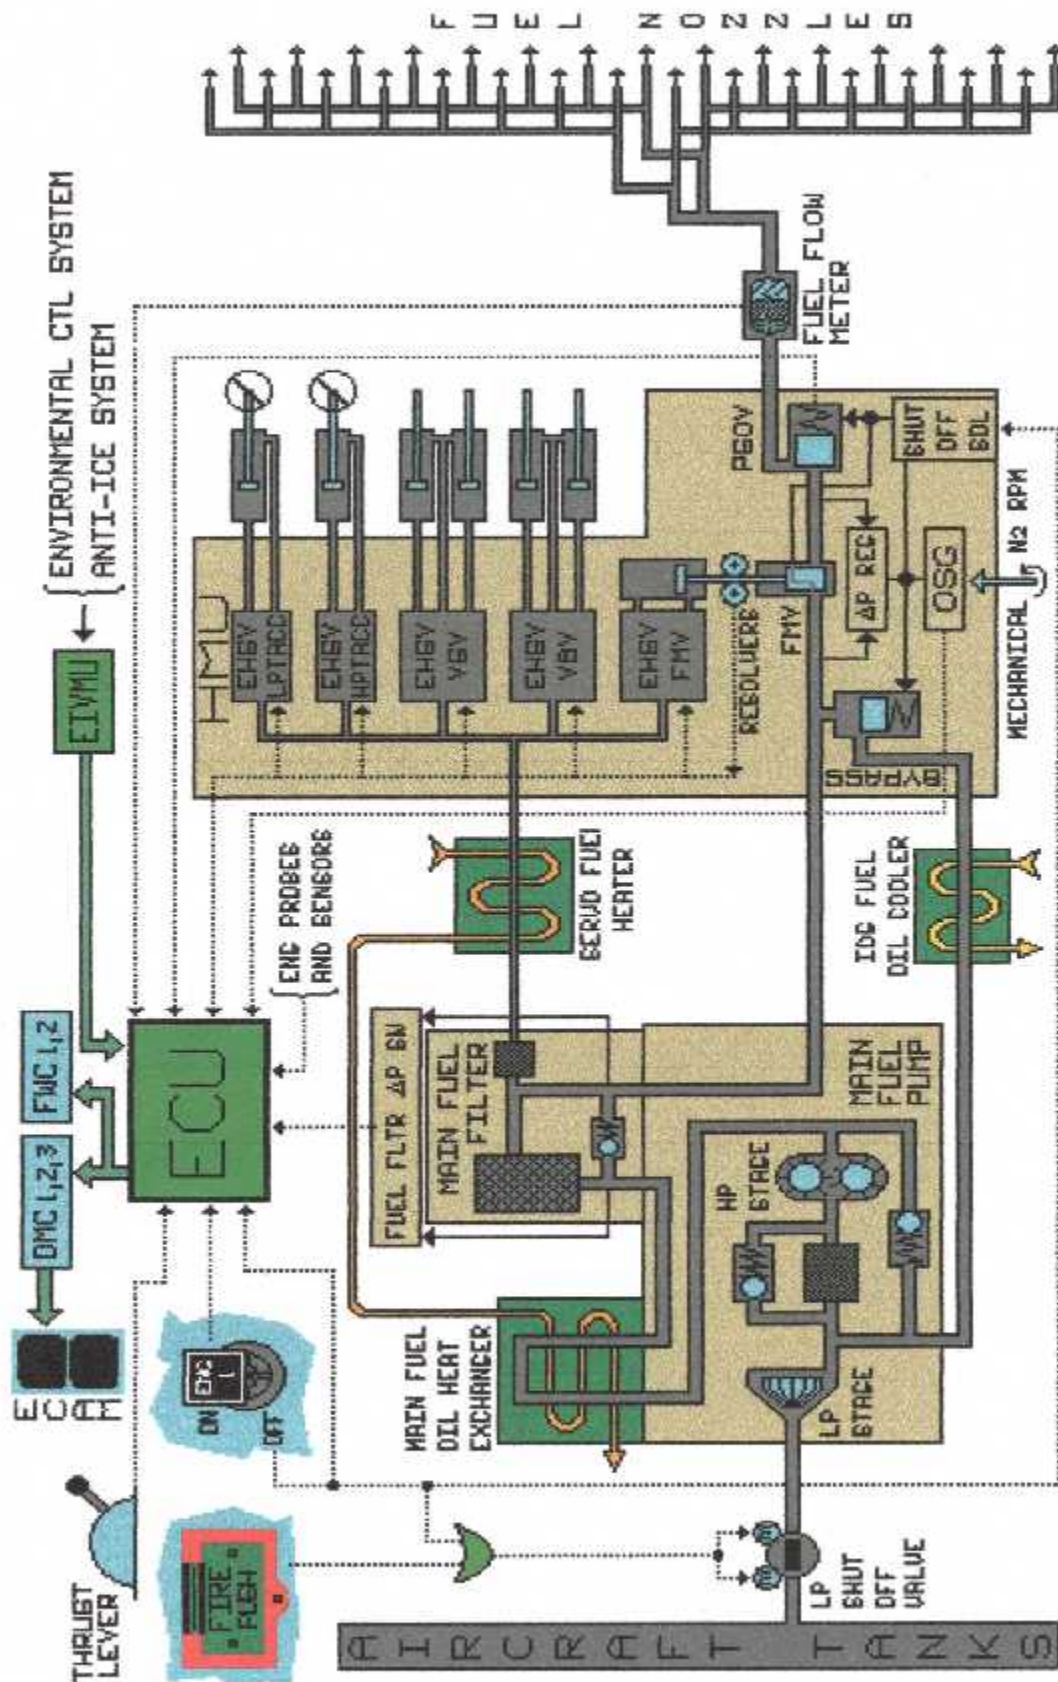 THRUST
LEVER
ECAM
DMC 1,2,3
FWC 1,2
EIVMU
ENVIRONMENTAL CTL SYSTEM
ANTI-ICE SYSTEM
ECU
ENG
1
ON
OFF
FIRE
PUSH
ENG PROBES
AND SENSORS
FUEL FLTR ΔP SW
MAIN FUEL
FILTER
MAIN FUEL
OIL HEAT
EXCHANGER
SERVO FUEL
HEATER
HMU
EHSV
LPTACC
EHSV
HPTACC
EHSV
VSV
EHSV
VBV
EHSV
FMV
RESOLVERS
FMV
PSOV
ΔP REG
SHUT
OFF
SOL
OSG
BYPASS
MECHANICAL N2 RPM
FUEL FLOW
METER
FUEL NOZZLES
IDG FUEL
OIL COOLER
MAIN
FUEL
PUMP
HP
STAGE
LP
STAGE
LP
SHUT
OFF
VALVE
AIRCRAFT TANKS